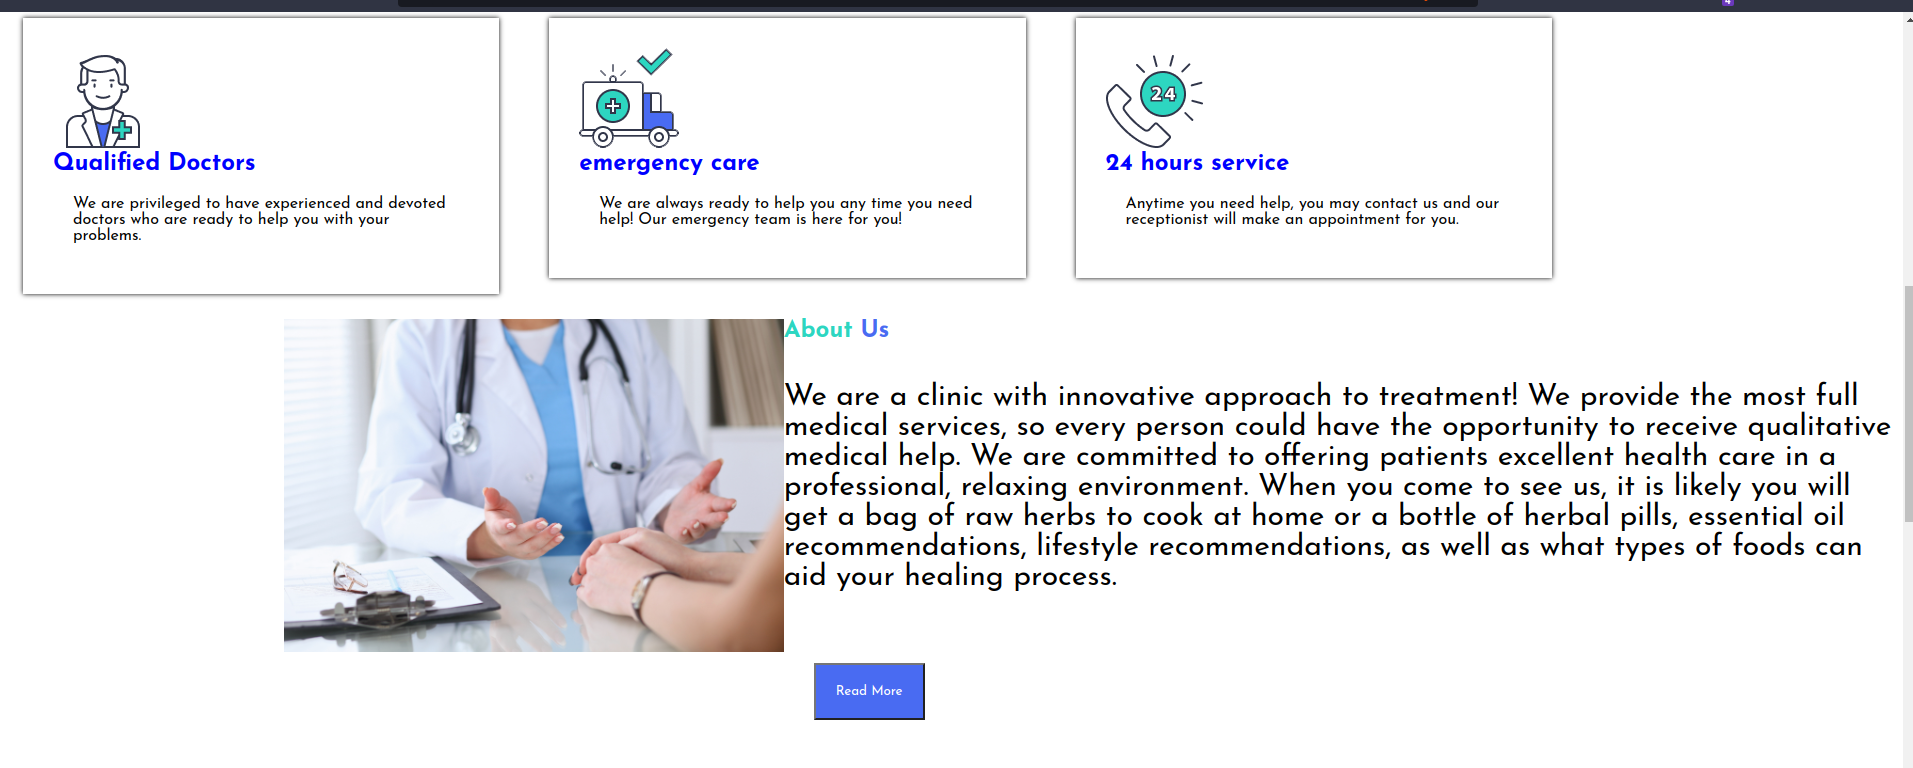 Qualified Doctors
We are privileged to have experienced and devoted
doctors who are ready to help you with your
problems.
emergency care
We are always ready to help you any time you need
help! Our emergency team is here for you!
24
24 hours service
Anytime you need help, you may contact us and our
receptionist will make an appointment for you.
About Us
We are a clinic with innovative approach to treatment! We provide the most full
medical services, so every person could have the opportunity to receive qualitative
medical help. We are committed to offering patients excellent health care in a
professional, relaxing environment. When you come to see us, it is likely you will
get a bag of raw herbs to cook at home or a bottle of herbal pills, essential oil
recommendations, lifestyle recommendations, as well as what types of foods can
aid your healing process.
Read More